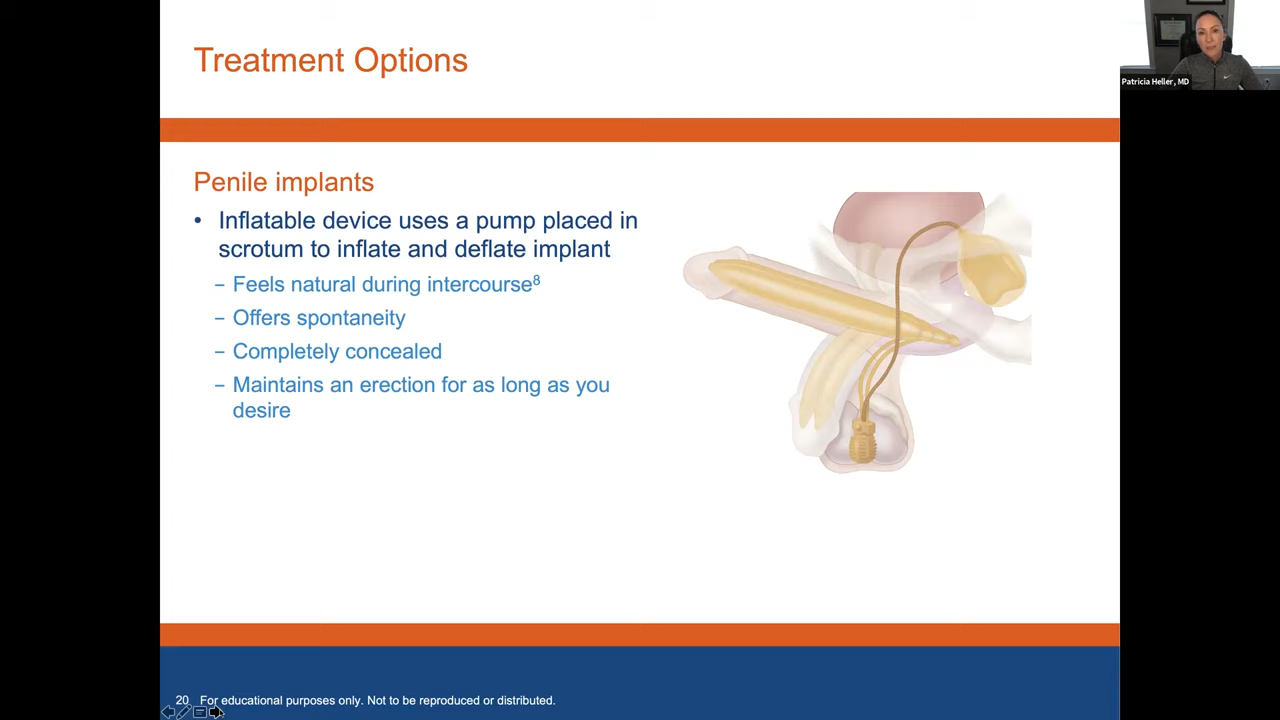 Treatment Options
Patricia Heller, MD
Penile implants
• Inflatable device uses a pump placed in
scrotum to inflate and deflate implant
– Feels natural during intercourse⁸
– Offers spontaneity
– Completely concealed
– Maintains an erection for as long as you
desire
20 For educational purposes only. Not to be reproduced or distributed.